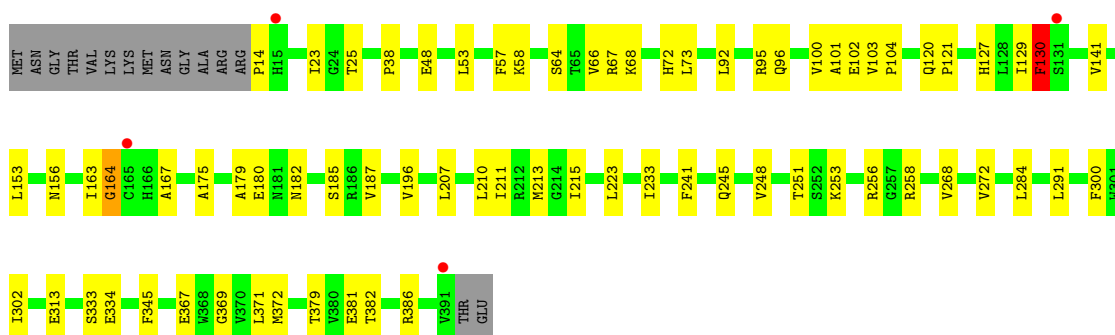 MET ASN GLY THR VAL LYS LYS MET ASN GLY ALA ARG ARG P14 H15 I23 G24 T25 P38 E48 L53 F57 K58 S64 T65 V66 R67 K68 H72 L73 L92 R95 Q96 V100 A101 E102 V103 P104 Q120 P121 H127 L128 I129 F130 S131 V141
L153 N156 I163 G164 C165 H166 A167 A175 A179 E180 N181 N182 S185 R186 V187 V196 L207 L210 I211 R212 M213 G214 I215 L223 I233 F241 Q245 V248 T251 S252 K253 R256 G257 R258 V268 V272 L284 L291 F300 W301
I302 E313 S333 E334 F345 E367 W368 G369 V370 L371 M372 T379 V380 E381 T382 R386 V391 THR GLU